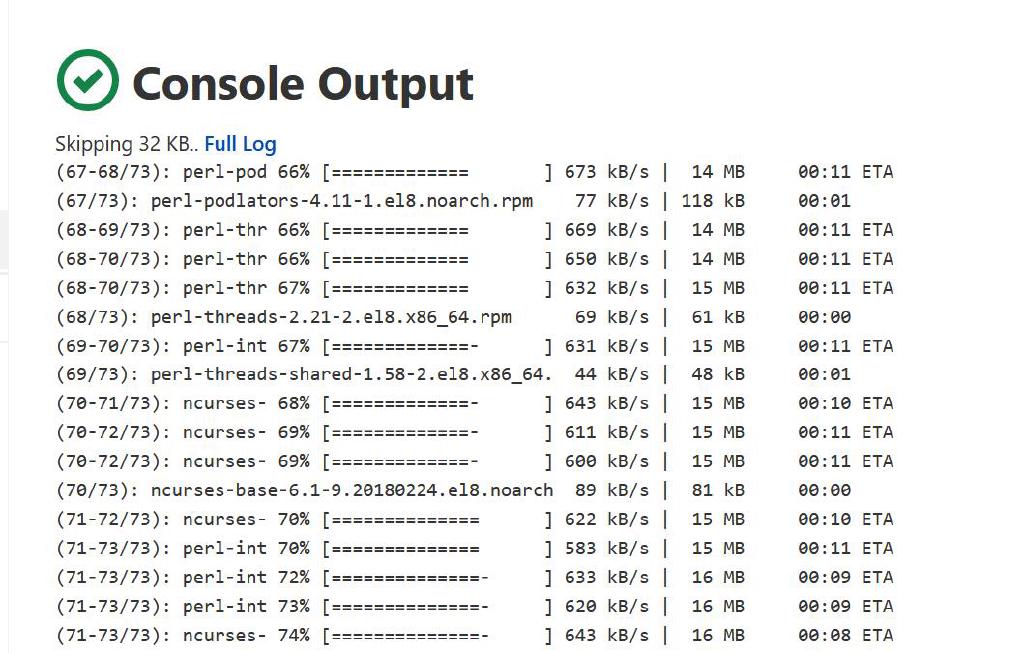 Console Output
Skipping 32 KB.. Full Log
(67-68/73): perl-pod 66% [============= ] 673 kB/s | 14 MB 00:11 ETA
(67/73): perl-podlators-4.11-1.el8.noarch.rpm 77 kB/s | 118 kB 00:01
(68-69/73): perl-thr 66% [============= ] 669 kB/s | 14 MB 00:11 ETA
(68-70/73): perl-thr 66% [============= ] 650 kB/s | 14 MB 00:11 ETA
(68-70/73): perl-thr 67% [============= ] 632 kB/s | 15 MB 00:11 ETA
(68/73): perl-threads-2.21-2.el8.x86_64.rpm 69 kB/s | 61 kB 00:00
(69-70/73): perl-int 67% [=============- ] 631 kB/s | 15 MB 00:11 ETA
(69/73): perl-threads-shared-1.58-2.el8.x86_64. 44 kB/s | 48 kB 00:01
(70-71/73): ncurses- 68% [=============- ] 643 kB/s | 15 MB 00:10 ETA
(70-72/73): ncurses- 69% [=============- ] 611 kB/s | 15 MB 00:11 ETA
(70-72/73): ncurses- 69% [=============- ] 600 kB/s | 15 MB 00:11 ETA
(70/73): ncurses-base-6.1-9.20180224.el8.noarch 89 kB/s | 81 kB 00:00
(71-72/73): ncurses- 70% [============== ] 622 kB/s | 15 MB 00:10 ETA
(71-73/73): perl-int 70% [============== ] 583 kB/s | 15 MB 00:11 ETA
(71-73/73): perl-int 72% [==============- ] 633 kB/s | 16 MB 00:09 ETA
(71-73/73): perl-int 73% [==============- ] 620 kB/s | 16 MB 00:09 ETA
(71-73/73): ncurses- 74% [==============- ] 643 kB/s | 16 MB 00:08 ETA